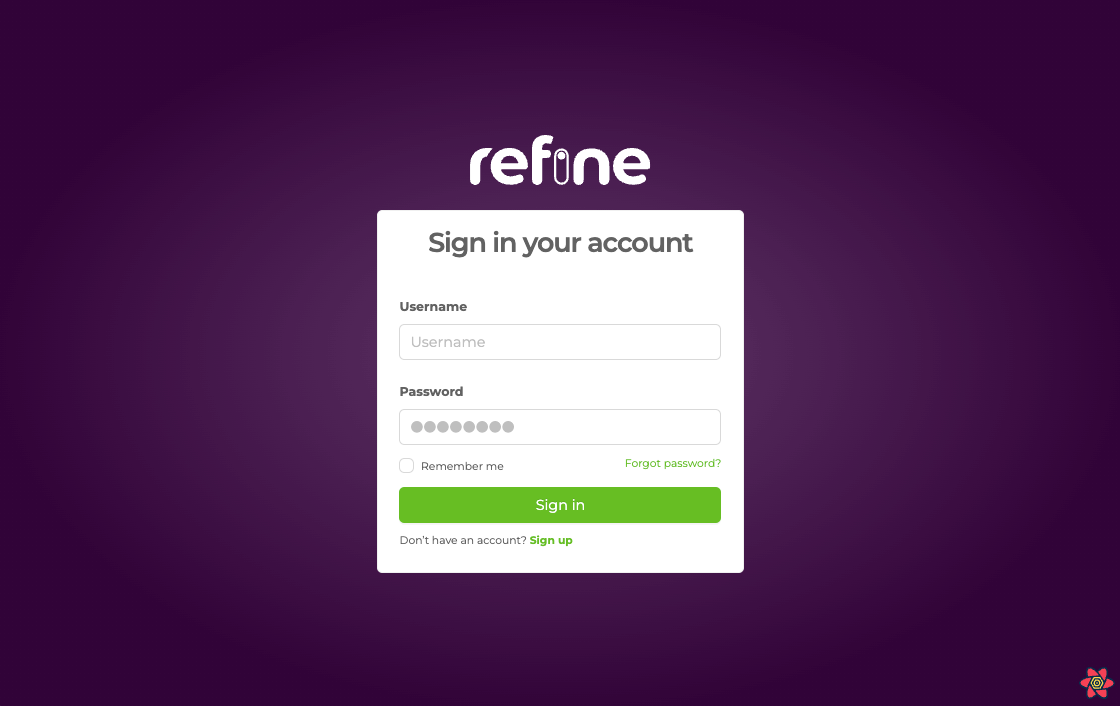 refine
Sign in your account
Username
Username
Password
Remember me
Forgot password?
Sign in
Don't have an account? Sign up